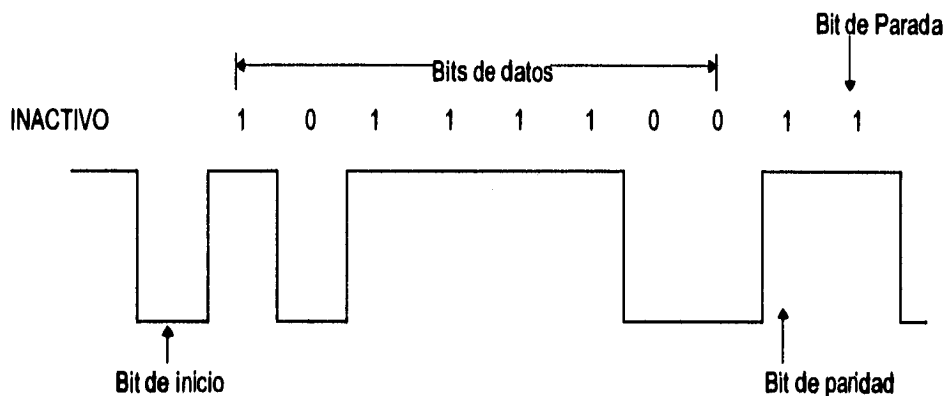 Bit de Parada
Bits de datos
INACTIVO 1 0 1 1 1 1 0 0 1 1
Bit de inicio Bit de paridad